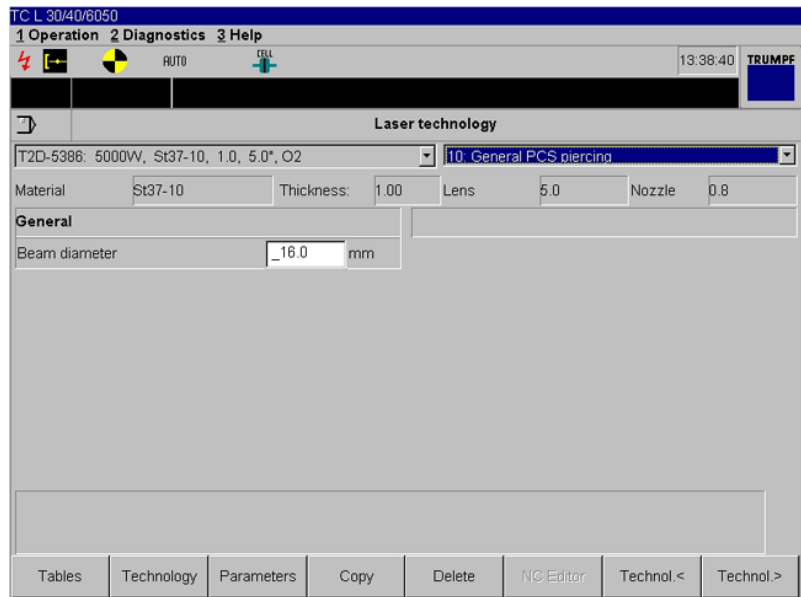 TC L 30/40/6050
1 Operation 2 Diagnostics 3 Help
AUTO CELL 13:38:40 TRUMPF
Laser technology
T2D-5386: 5000W, St37-10, 1.0, 5.0", O2 10: General PCS piercing
Material St37-10 Thickness: 1.00 Lens 5.0 Nozzle 0.8
General
Beam diameter _16.0 mm
Tables Technology Parameters Copy Delete NC Editor Technol.< Technol.>